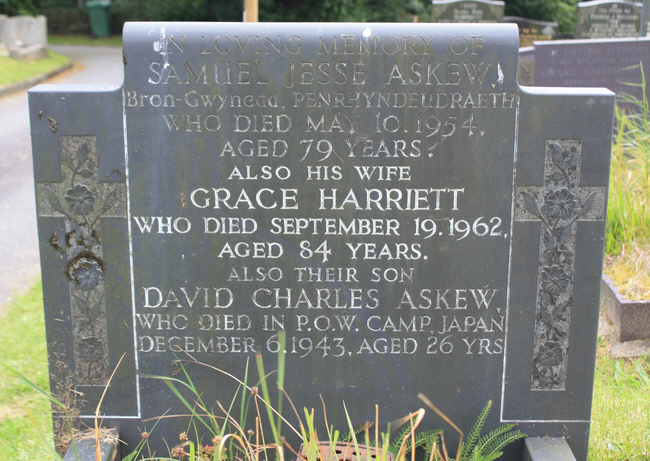 IN LOVING MEMORY OF
SAMUEL JESSE ASKEW,
Bron-Gwynedd, PENRHYNDEUDRAETH
WHO DIED MAY 10.1954,
AGED 79 YEARS.
ALSO HIS WIFE
GRACE HARRIETT
WHO DIED SEPTEMBER 19.1962,
AGED 84 YEARS.
ALSO THEIR SON
DAVID CHARLES ASKEW,
WHO DIED IN P.O.W. CAMP, JAPAN
DECEMBER 6.1943, AGED 26 YRS